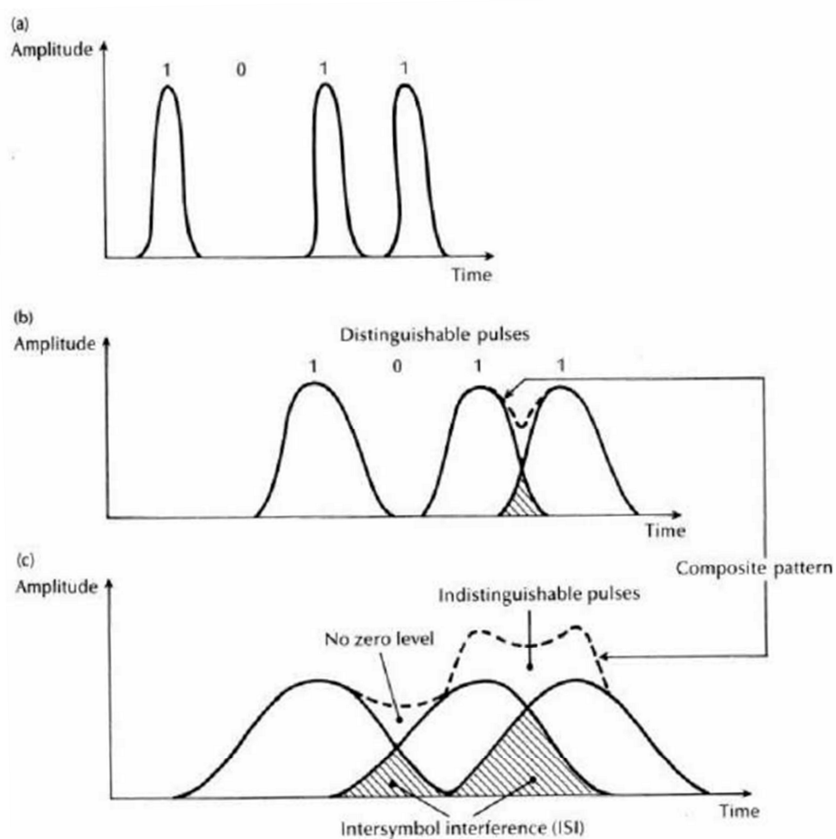 (a)
Amplitude
1 0 1 1
Time
(b)
Amplitude
Distinguishable pulses
1 0 1 1
Time
Composite pattern
(c)
Amplitude
Indistinguishable pulses
No zero level
Time
Intersymbol interference (ISI)